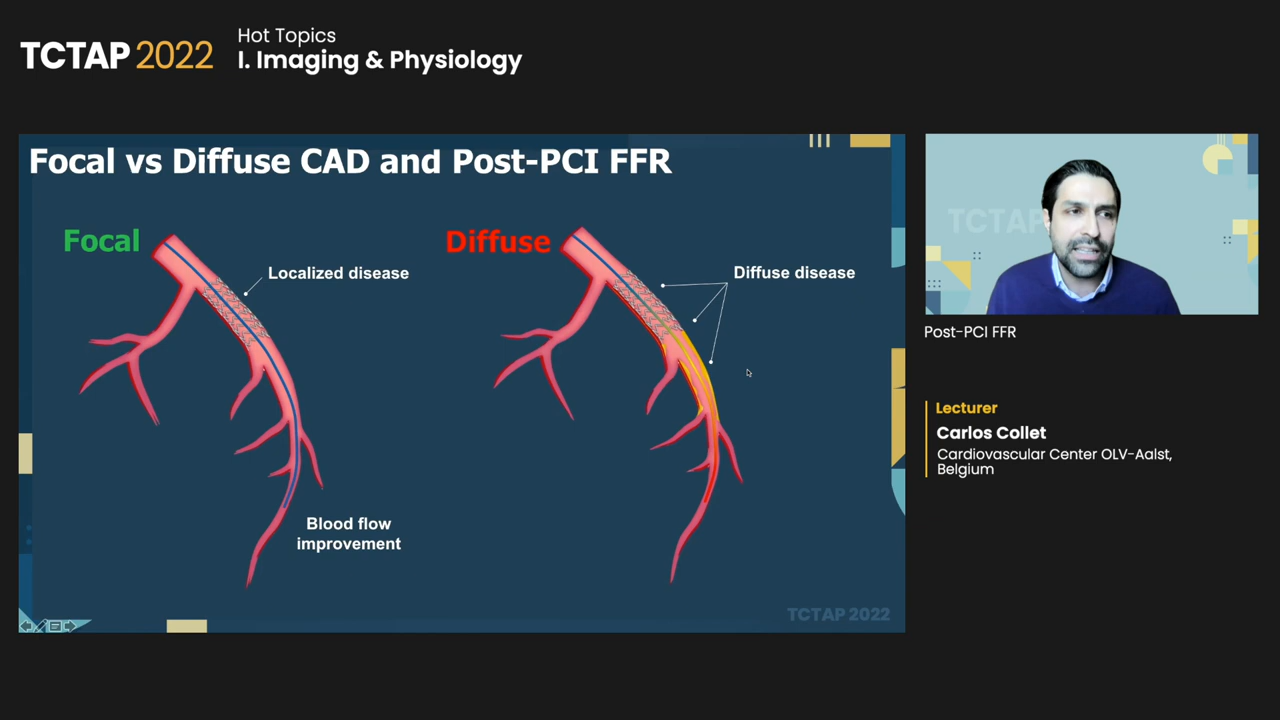 TCTAP 2022
Hot Topics
I. Imaging & Physiology
Focal vs Diffuse CAD and Post-PCI FFR
Focal
Localized disease
Blood flow
improvement
Diffuse
Diffuse disease
TCTAP 2022
TCTAP
Post-PCI FFR
Lecturer
Carlos Collet
Cardiovascular Center OLV-Aalst,
Belgium